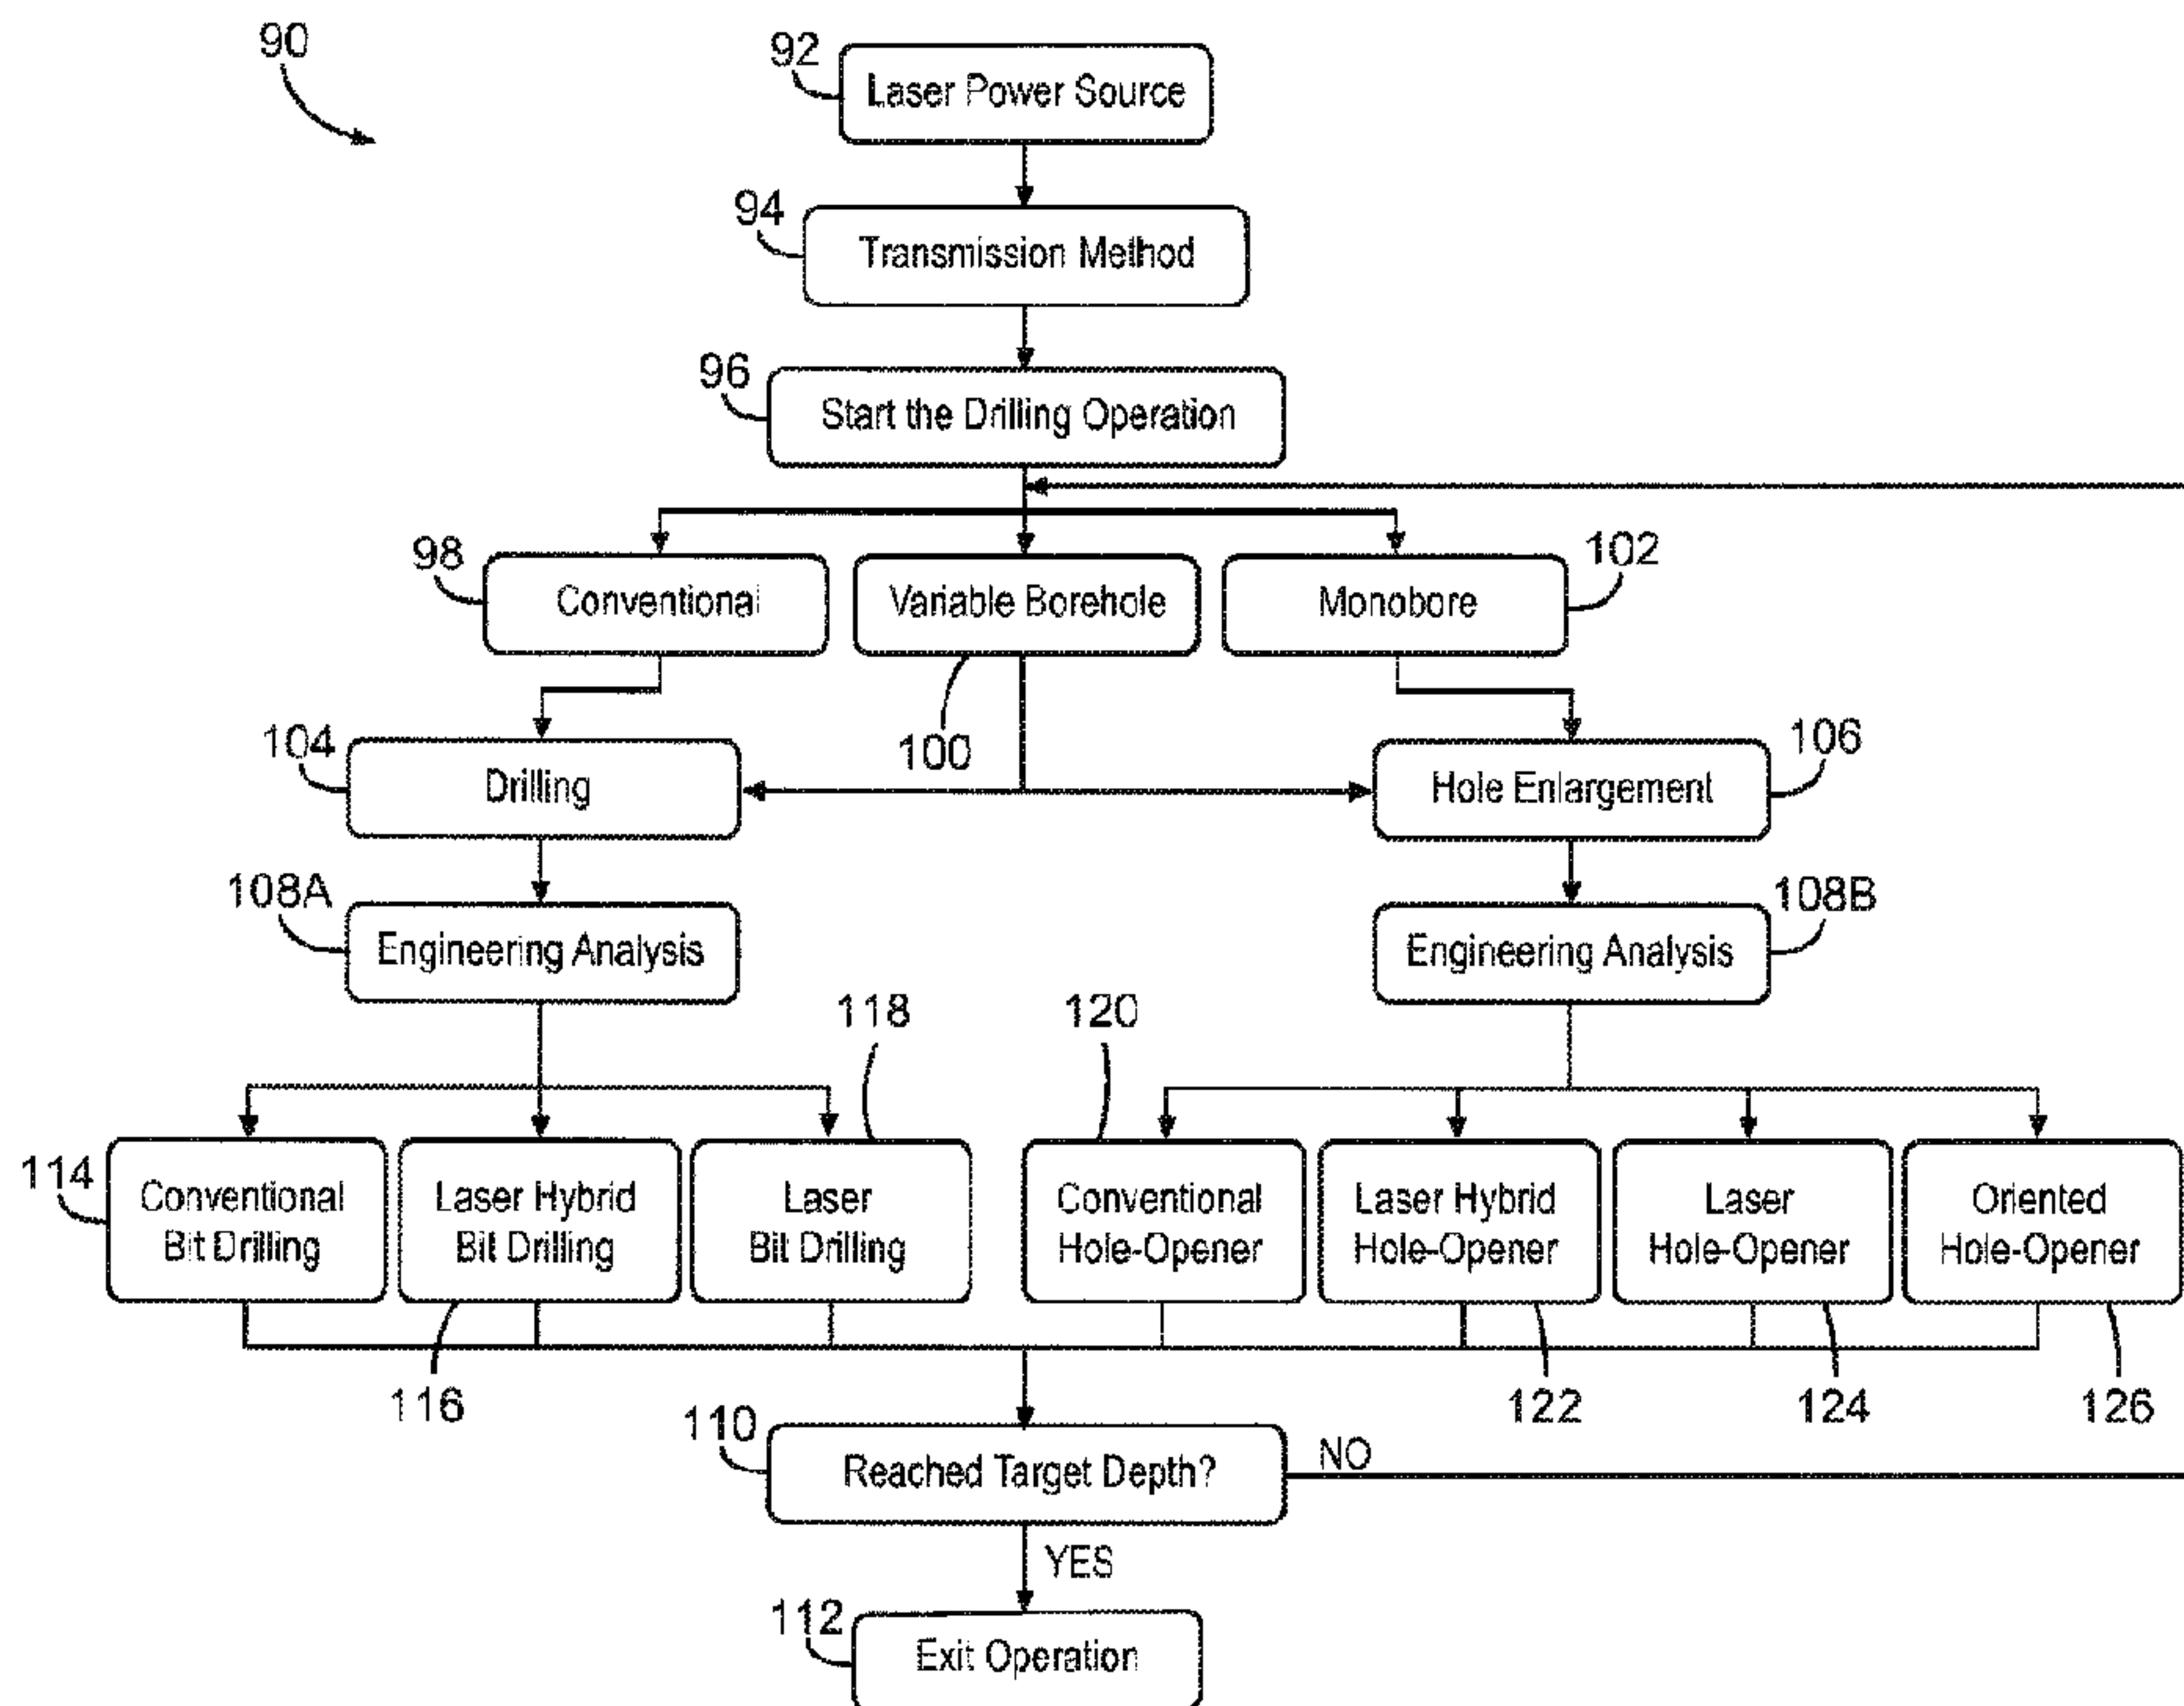 90
92
Laser Power Source
94
Transmission Method
96
Start the Drilling Operation
98
Conventional
Variable Borehole
Monobore
102
100
104
Drilling
Hole Enlargement
106
108A
Engineering Analysis
Engineering Analysis
108B
118
120
114
Conventional
Bit Drilling
Laser Hybrid
Bit Drilling
Laser
Bit Drilling
Conventional
Hole-Opener
Laser Hybrid
Hole-Opener
Laser
Hole-Opener
Oriented
Hole-Opener
116
122
124
126
110
Reached Target Depth?
NO
YES
112
Exit Operation